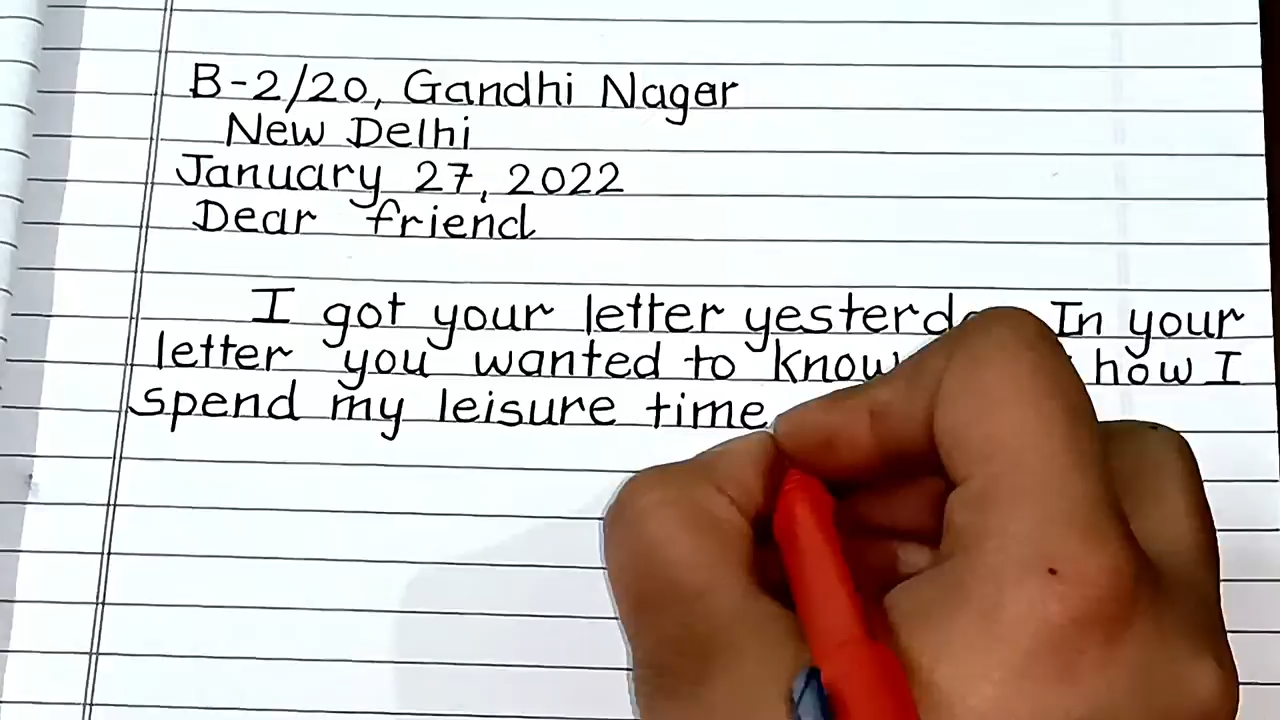 B-2/20, Gandhi Nagar
New Delhi
January 27, 2022
Dear friend
I got your letter In your
letter you wanted to know how I
spend my leisure time